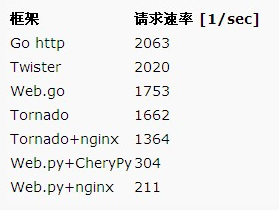 框架 请求速率 [1/sec]
Go http 2063
Twister 2020
Web.go 1753
Tornado 1662
Tornado+nginx 1364
Web.py+CheryPy 304
Web.py+nginx 211